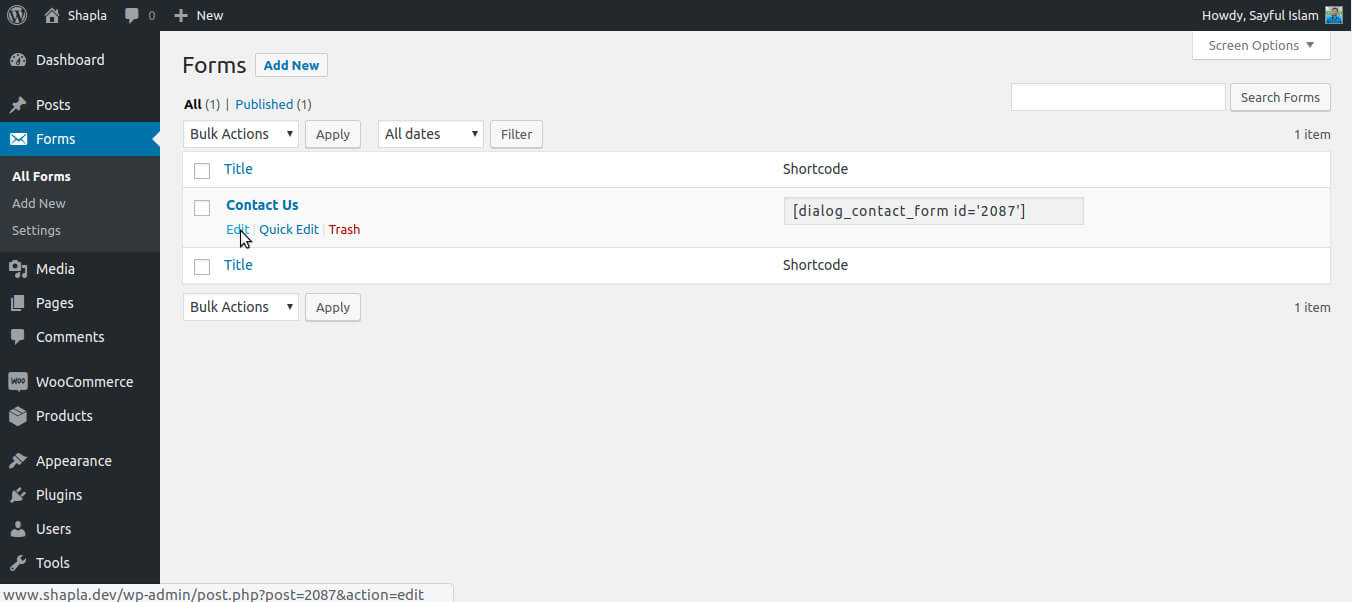 Shapla 0 New Howdy, Sayful Islam
Screen Options ▼
Dashboard
Posts
Forms
All Forms
Add New
Settings
Media
Pages
Comments
WOO WooCommerce
Products
Appearance
Plugins
Users
Tools
Forms Add New
All (1) | Published (1)
Search Forms
Bulk Actions ▼ Apply All dates ▼ Filter 1 item
Title Shortcode
Contact Us [dialog_contact_form id='2087']
Edit | Quick Edit | Trash
Title Shortcode
Bulk Actions ▼ Apply 1 item
www.shapla.dev/wp-admin/post.php?post=2087&action=edit